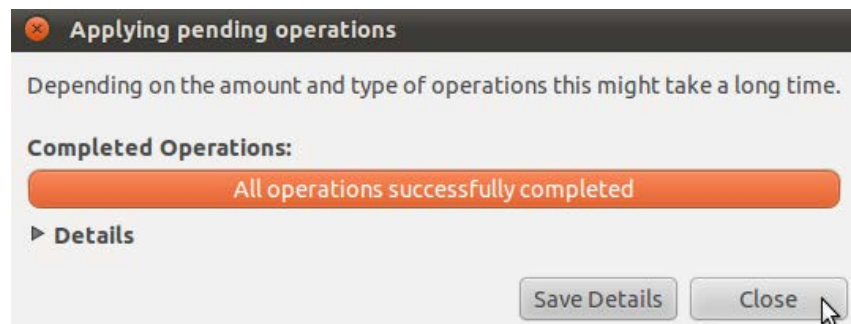 Applying pending operations
Depending on the amount and type of operations this might take a long time.
Completed Operations:
All operations successfully completed
Details
Save Details
Close